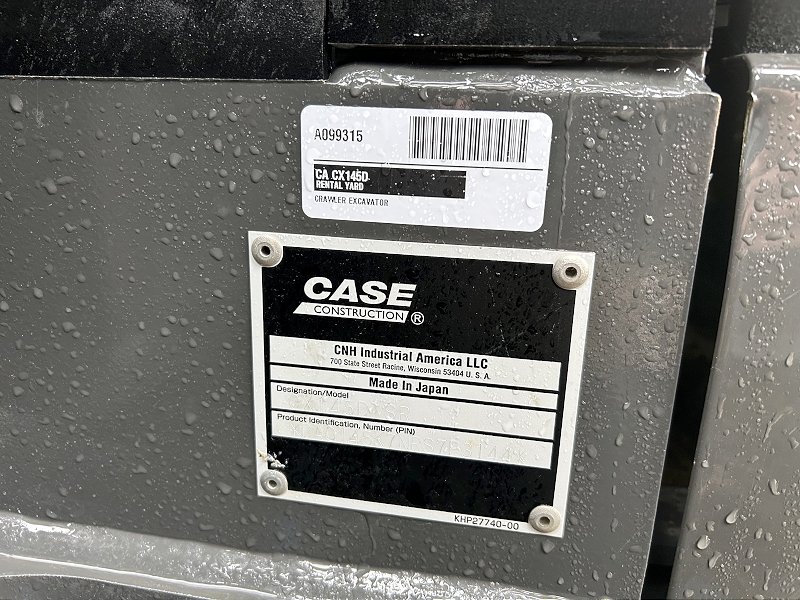 A099315
CA CX145D
RENTAL YARD
CRAWLER EXCAVATOR
CASE
CONSTRUCTION ®
CNH Industrial America LLC
700 State Street Racine, Wisconsin 53404 U. S. A.
Made In Japan
Designation/Model
Product Identification, Number (PIN)
KHP27740-00